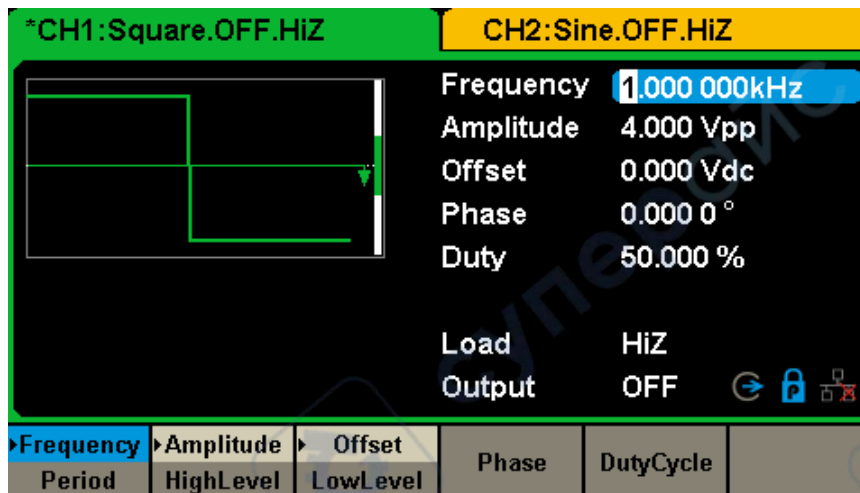 *CH1:Square.OFF.HiZ
CH2:Sine.OFF.HiZ
Frequency 1.000 000kHz
Amplitude 4.000 Vpp
Offset 0.000 Vdc
Phase 0.000 0 °
Duty 50.000 %
Load HiZ
Output OFF
P
Frequency Amplitude Offset Phase DutyCycle
Period HighLevel LowLevel